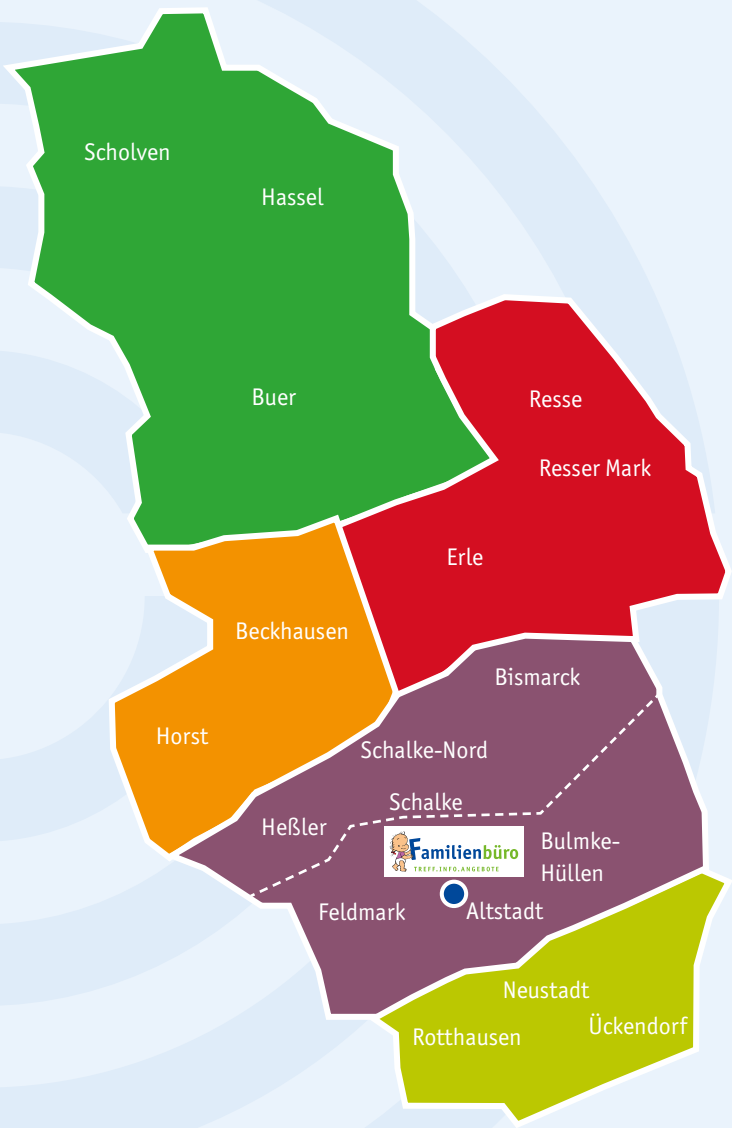 Scholven
Hassel
Buer
Resse
Resser Mark
Erle
Beckhausen
Bismarck
Horst
Schalke-Nord
Schalke
Heßler
Familienbüro
TREFF.INFO.ANGEBOTE
Bulmke-
Hüllen
Feldmark
Altstadt
Neustadt
Ückendorf
Rotthausen